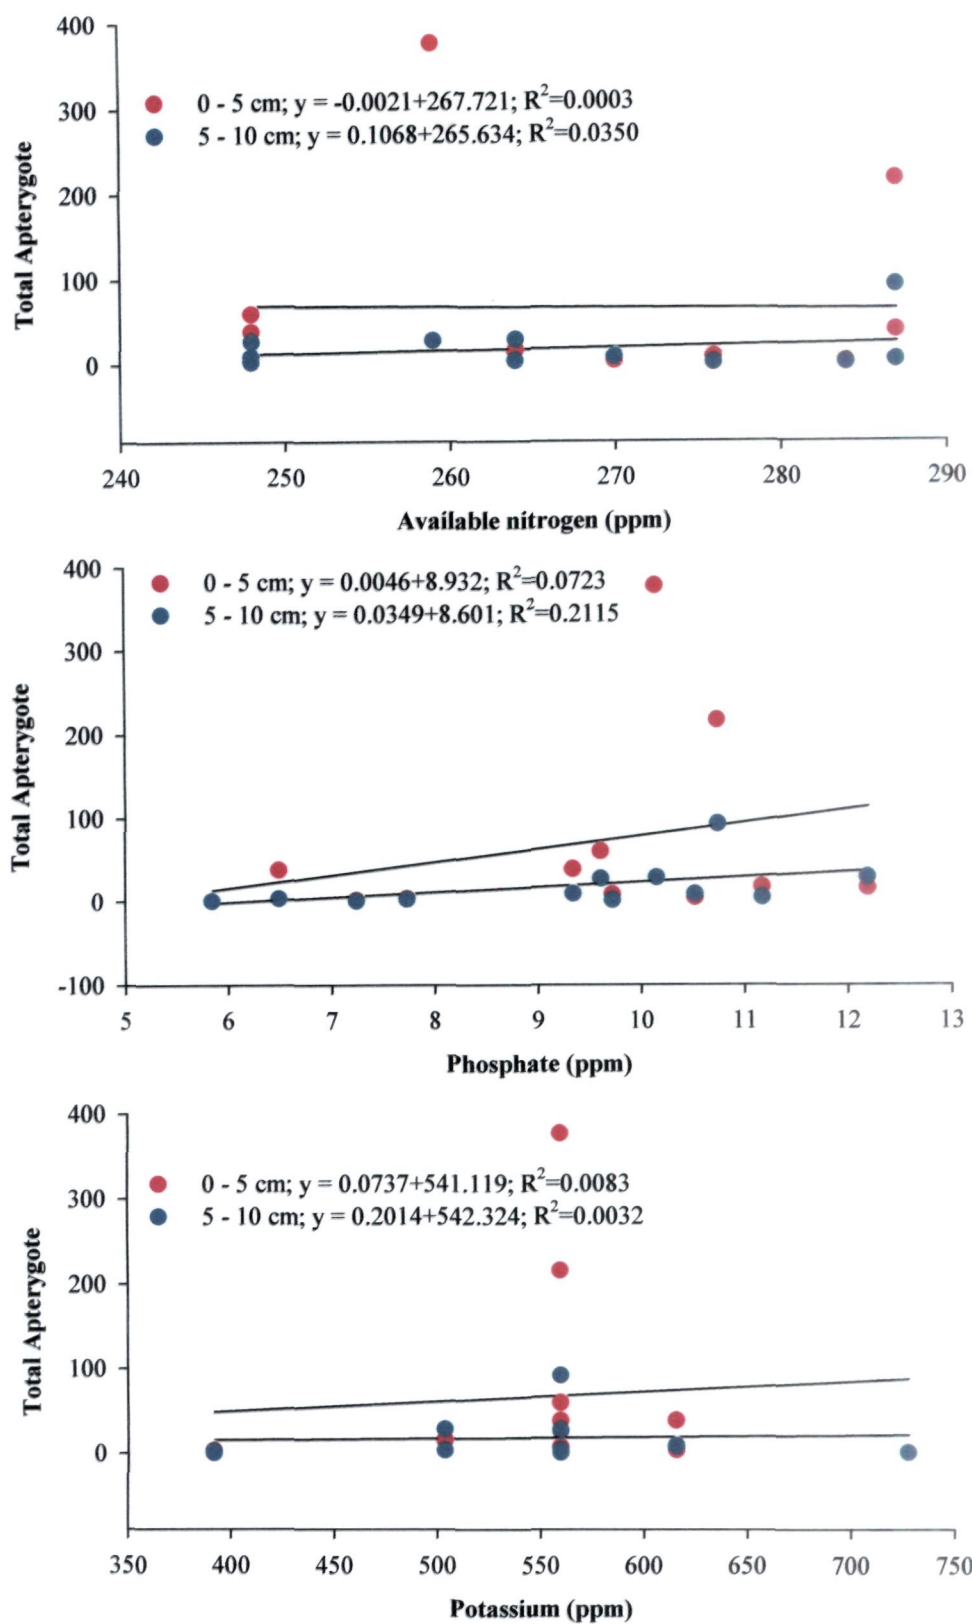 400
0 - 5 cm; y = -0.0021+267.721; R²=0.0003
300
5 - 10 cm; y = 0.1068+265.634; R²=0.0350
200
100
0
Total Apterygote
240 250 260 270 280 290
Available nitrogen (ppm)
400
0 - 5 cm; y = 0.0046+8.932; R²=0.0723
5 - 10 cm; y = 0.0349+8.601; R²=0.2115
300
200
100
0
-100
Total Apterygote
5 6 7 8 9 10 11 12 13
Phosphate (ppm)
400
0 - 5 cm; y = 0.0737+541.119; R²=0.0083
300
5 - 10 cm; y = 0.2014+542.324; R²=0.0032
200
100
0
Total Apterygote
350 400 450 500 550 600 650 700 750
Potassium (ppm)